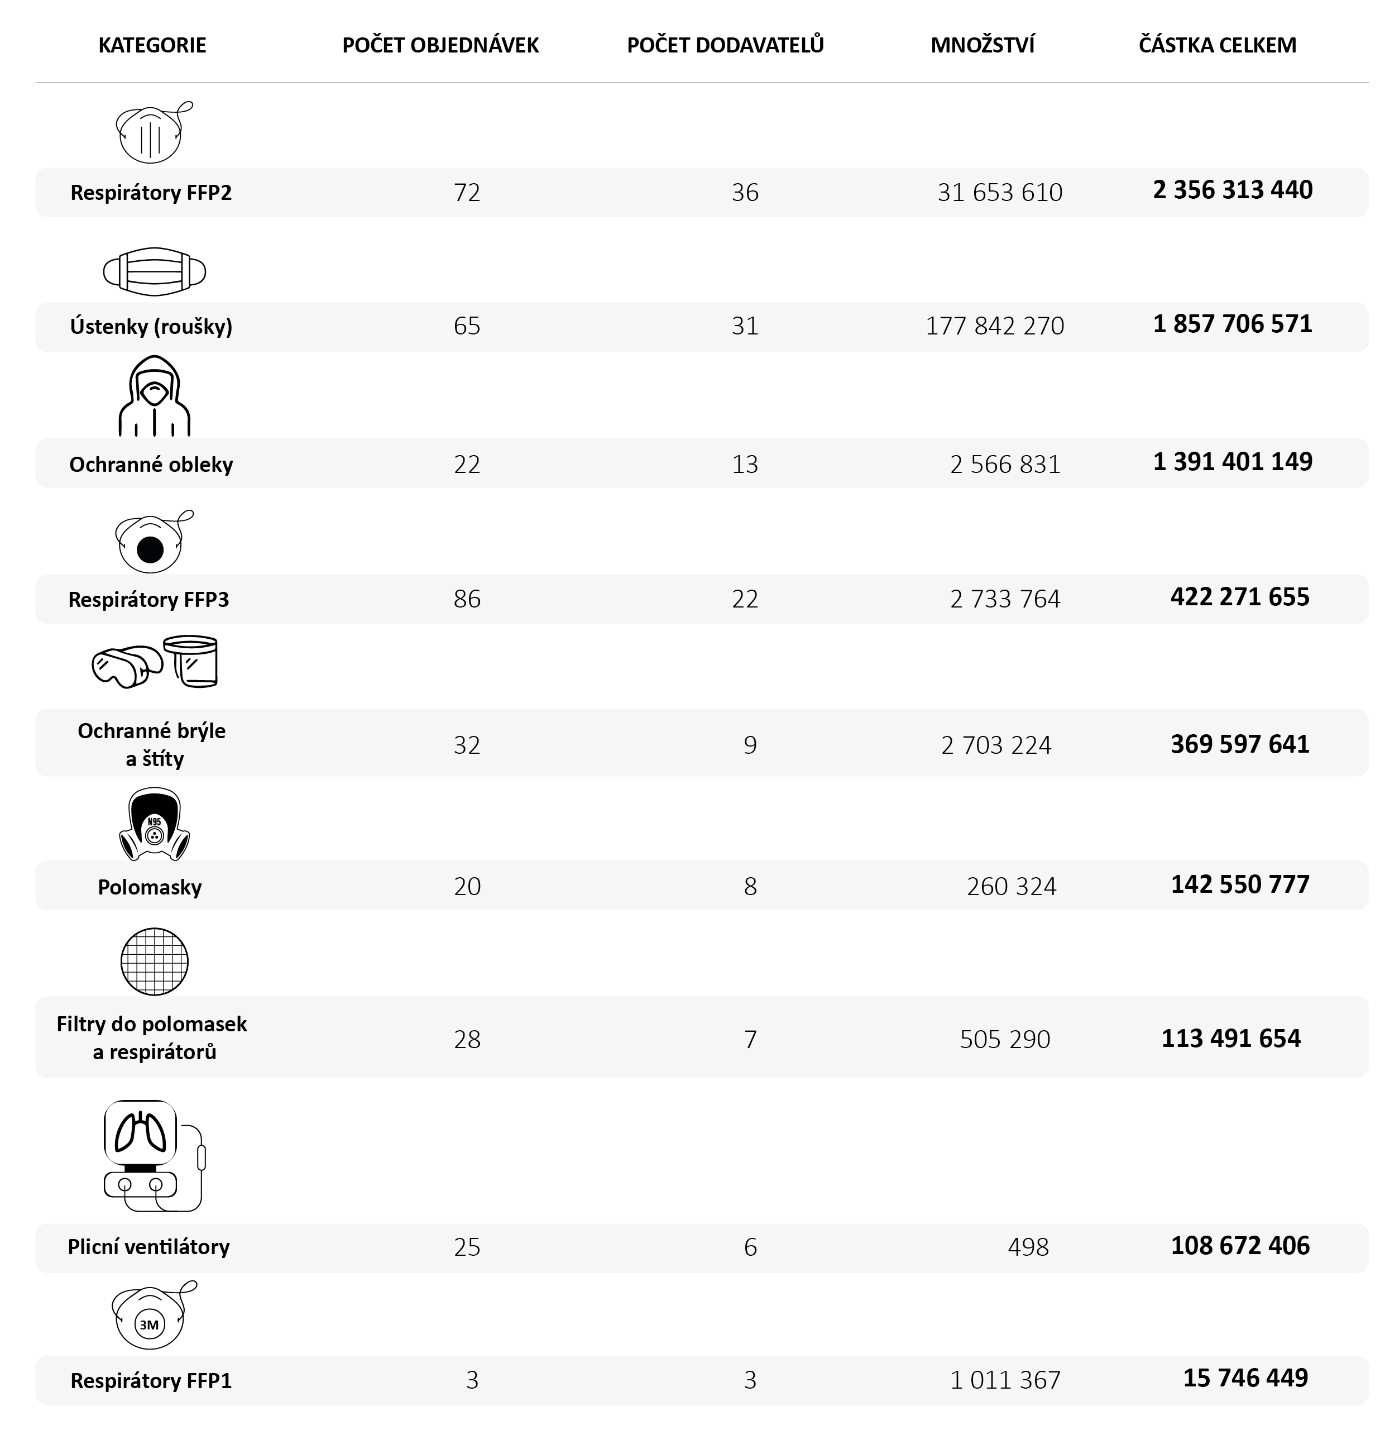 KATEGORIE POČET OBJEDNÁVEK POČET DODAVATELŮ MNOŽSTVÍ ČÁSTKA CELKEM
Respirátory FFP2 72 36 31 653 610 2 356 313 440
Ústenky (roušky) 65 31 177 842 270 1 857 706 571
Ochranné obleky 22 13 2 566 831 1 391 401 149
Respirátory FFP3 86 22 2 733 764 422 271 655
Ochranné brýle
a štíty 32 9 2 703 224 369 597 641
N95
Polomasky 20 8 260 324 142 550 777
Filtry do polomasek
a respirátorů 28 7 505 290 113 491 654
Plicní ventilátory 25 6 498 108 672 406
3M
Respirátory FFP1 3 3 1 011 367 15 746 449